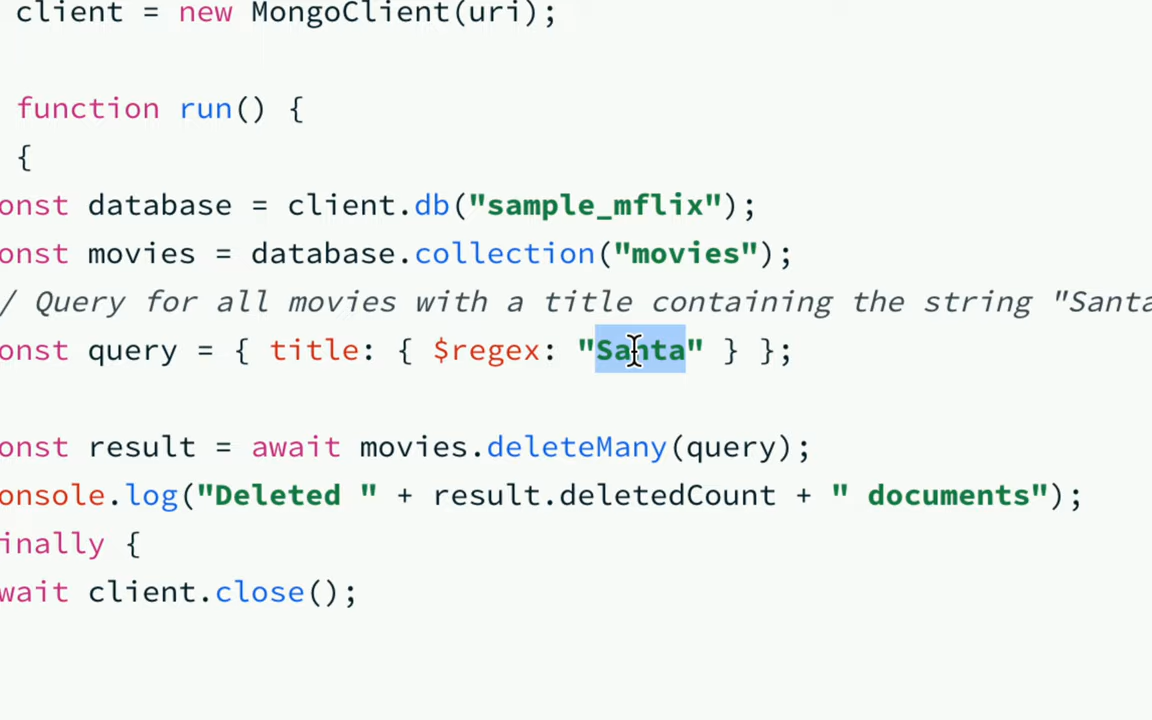 client = new MongoClient(uri);
function run() {
{
onst database = client.db("sample_mflix");
onst movies = database.collection("movies");
/ Query for all movies with a title containing the string "Santa
onst query = { title: { $regex: "Santa" } };
onst result = await movies.deleteMany(query);
onsole.log("Deleted " + result.deletedCount + " documents");
inally {
wait client.close();